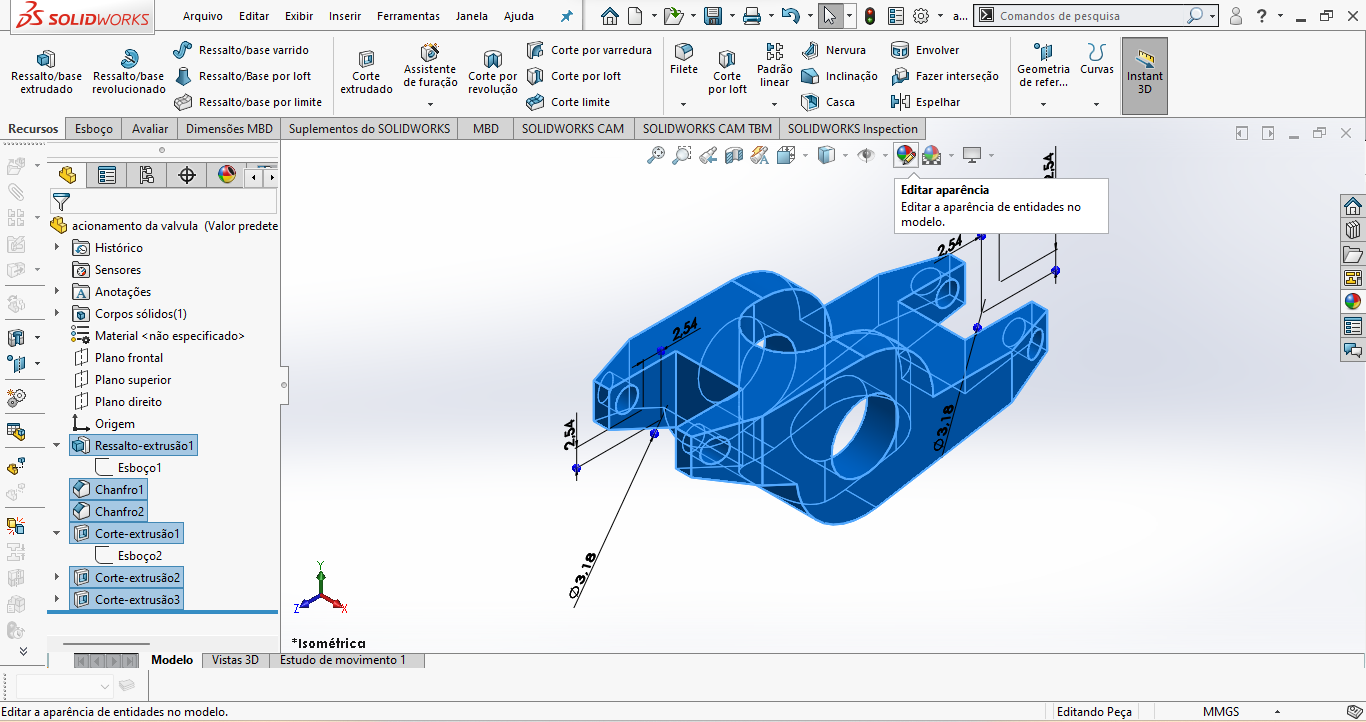 SOLIDWORKS
Arquivo Editar Exibir Inserir Ferramentas Janela Ajuda
a...
Comandos de pesquisa
?
Ressalto/base
extrudado
Ressalto/base
revolucionado
Ressalto/base varrido
Ressalto/Base por loft
Ressalto/base por limite
Corte
extrudado
Assistente
de furação
Corte por
revolução
Corte por varredura
Corte por loft
Corte limite
Filete
Corte
por loft
Padrão
linear
Nervura
Inclinação
Casca
Envolver
Fazer interseção
Espelhar
Geometria
de refer...
Curvas
Instant
3D
Recursos Esboço Avaliar Dimensões MBD Suplementos do SOLIDWORKS MBD SOLIDWORKS CAM SOLIDWORKS CAM TBM SOLIDWORKS Inspection
Editar aparência
Editar a aparência de entidades no
modelo.
acionamento da valvula (Valor predete
Histórico
Sensores
Anotações
Corpos sólidos(1)
Material <não especificado>
Plano frontal
Plano superior
Plano direito
Origem
Ressalto-extrusão1
Esboço1
Chanfro1
Chanfro2
Corte-extrusão1
Esboço2
Corte-extrusão2
Corte-extrusão3
2.54
2.54
2.54
2.54
Ø3.18
Ø3.18
Y
Z
X
*Isométrica
Modelo Vistas 3D Estudo de movimento 1
Editar a aparência de entidades no modelo.
Editando Peça
MMGS